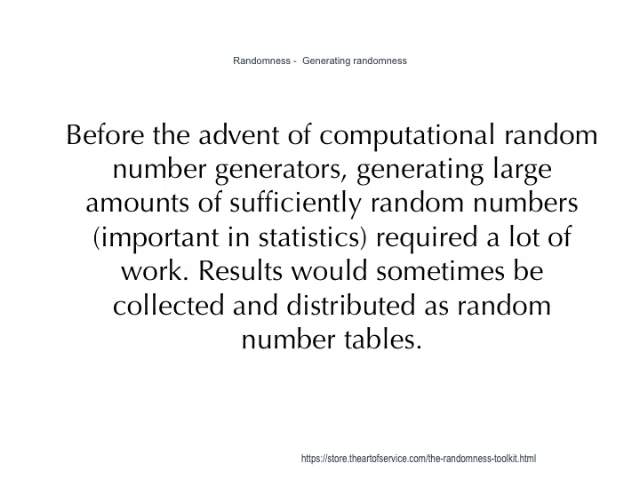 Randomness -  Generating randomness
Before the advent of computational random
number generators, generating large
amounts of sufficiently random numbers
(important in statistics) required a lot of
work. Results would sometimes be
collected and distributed as random
number tables.
https://store.theartofservice.com/the-randomness-toolkit.html